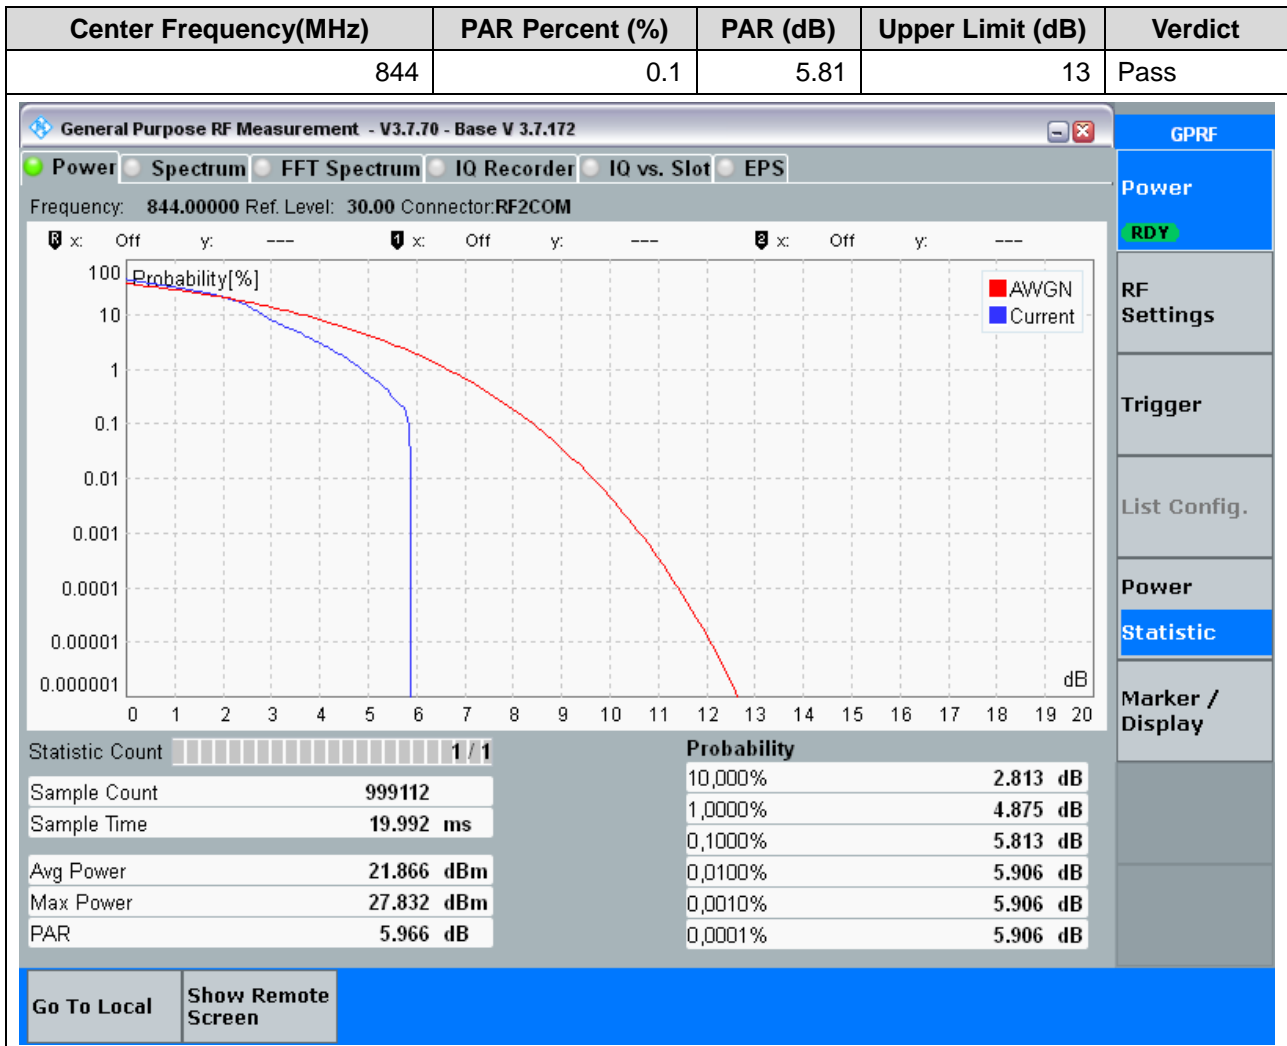 Center Frequency(MHz) PAR Percent (%) PAR (dB) Upper Limit (dB) Verdict
844 0.1 5.81 13 Pass
General Purpose RF Measurement - V3.7.70 - Base V 3.7.172
GPRF
Power Spectrum FFT Spectrum IQ Recorder IQ vs. Slot EPS
Frequency: 844.00000 Ref. Level: 30.00 Connector:RF2COM
R x: Off y: --- 1 x: Off y: --- 2 x: Off y: ---
Probability[%]
AWGN
Current
100
10
1
0.1
0.01
0.001
0.0001
0.00001
0.000001
dB
0 1 2 3 4 5 6 7 8 9 10 11 12 13 14 15 16 17 18 19 20
Statistic Count 1 / 1
Sample Count 999112
Sample Time 19.992 ms
Avg Power 21.866 dBm
Max Power 27.832 dBm
PAR 5.966 dB
Probability
10,000% 2.813 dB
1,0000% 4.875 dB
0,1000% 5.813 dB
0,0100% 5.906 dB
0,0010% 5.906 dB
0,0001% 5.906 dB
Power
RDY
RF
Settings
Trigger
List Config.
Power
Statistic
Marker /
Display
Go To Local
Show Remote
Screen